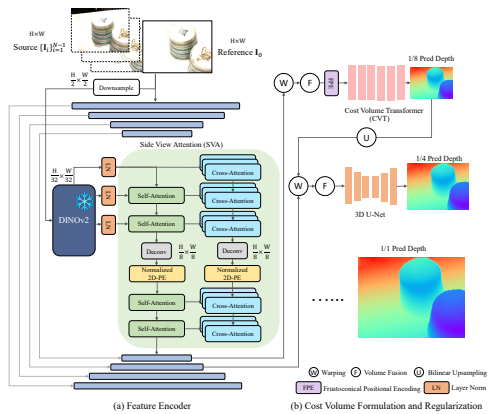 H×W
Source {I_i}_{i=1}^{N−1}
H×W
Reference I_0
H/2 × W/2
Downsample
Side View Attention (SVA)
H/32 × W/32
DINOv2
LN
LN
LN
Cross-Attention
Self-Attention
Cross-Attention
Self-Attention
Cross-Attention
Deconv
H/8 × W/8
Deconv
H/8 × W/8
Normalized
2D-PE
Normalized
2D-PE
Self-Attention
Cross-Attention
Self-Attention
Cross-Attention
(a) Feature Encoder
1/8 Pred Depth
W
F
FPE
Cost Volume Transformer
(CVT)
U
1/4 Pred Depth
W
F
3D U-Net
1/1 Pred Depth
......
W Warping
F Volume Fusion
U Bilinear Upsampling
FPE Frustoconical Positional Encoding
LN Layer Norm
(b) Cost Volume Formulation and Regularization